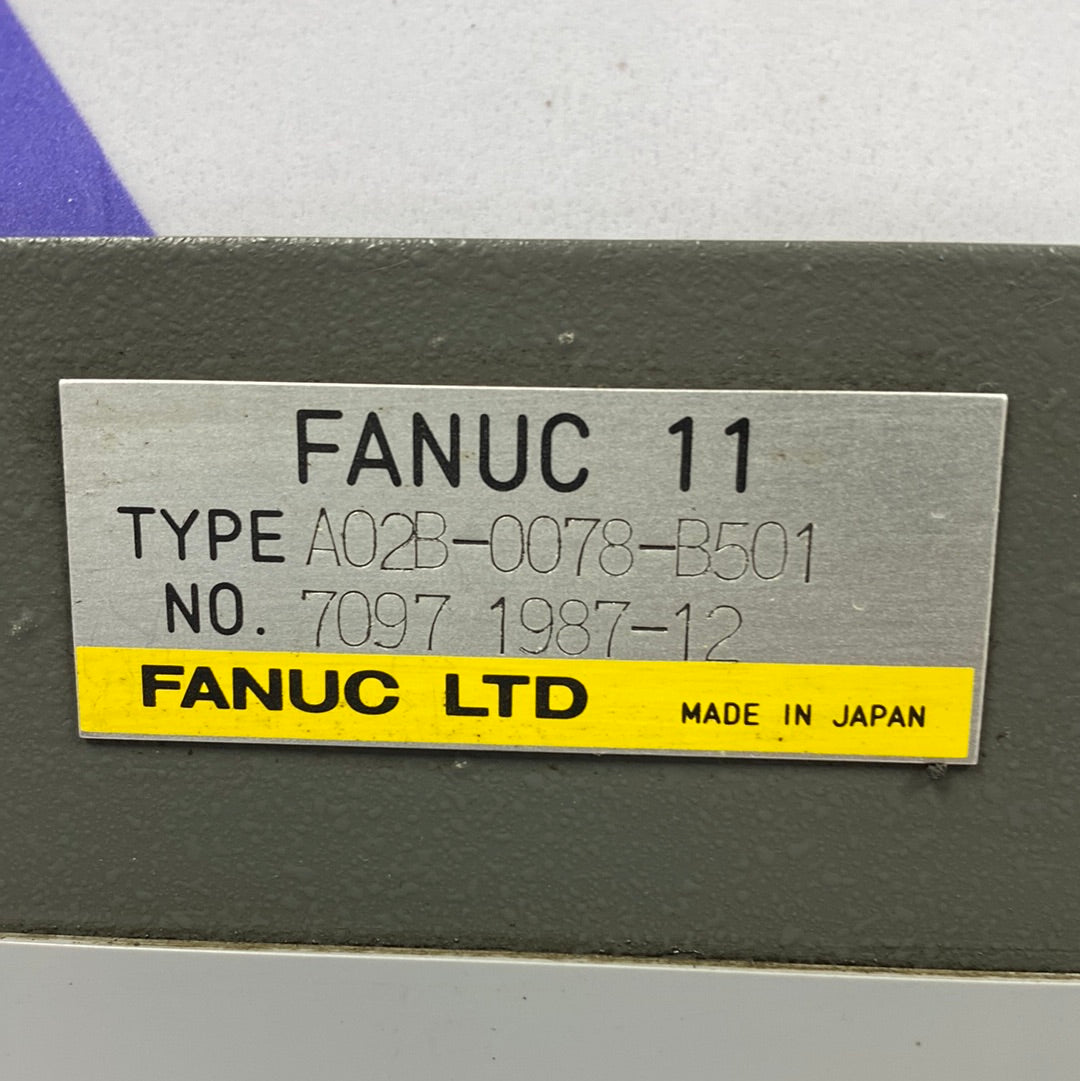 FANUC 11
TYPE A02B-0078-B501
NO. 7097 1987-12
FANUC LTD MADE IN JAPAN